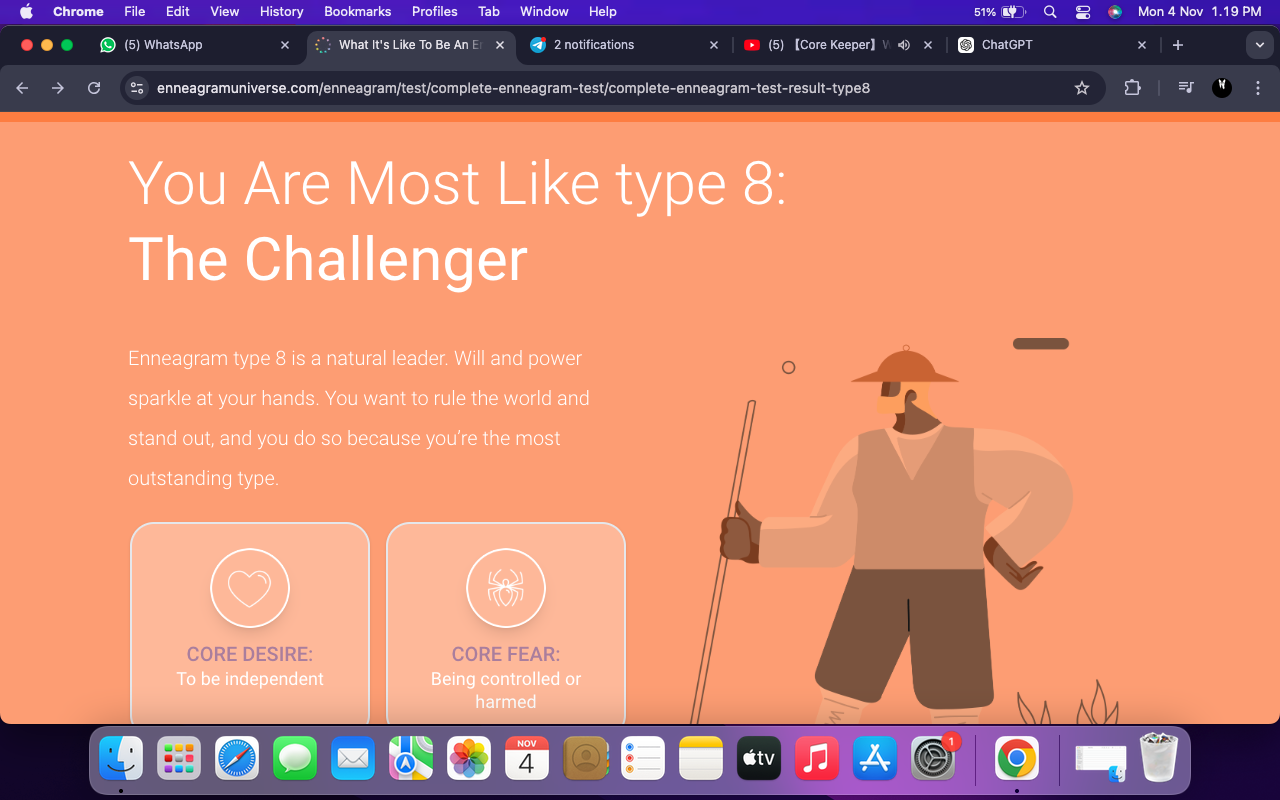 Chrome File Edit View History Bookmarks Profiles Tab Window Help 51% Mon 4 Nov 1.19 PM
(5) WhatsApp What It's Like To Be An E 2 notifications (5) 【Core Keeper】 ChatGPT
enneagramuniverse.com/enneagram/test/complete-enneagram-test/complete-enneagram-test-result-type8
You Are Most Like type 8:
The Challenger
Enneagram type 8 is a natural leader. Will and power
sparkle at your hands. You want to rule the world and
stand out, and you do so because you’re the most
outstanding type.
CORE DESIRE:
To be independent
CORE FEAR:
Being controlled or
harmed
NOV
4
tv
1